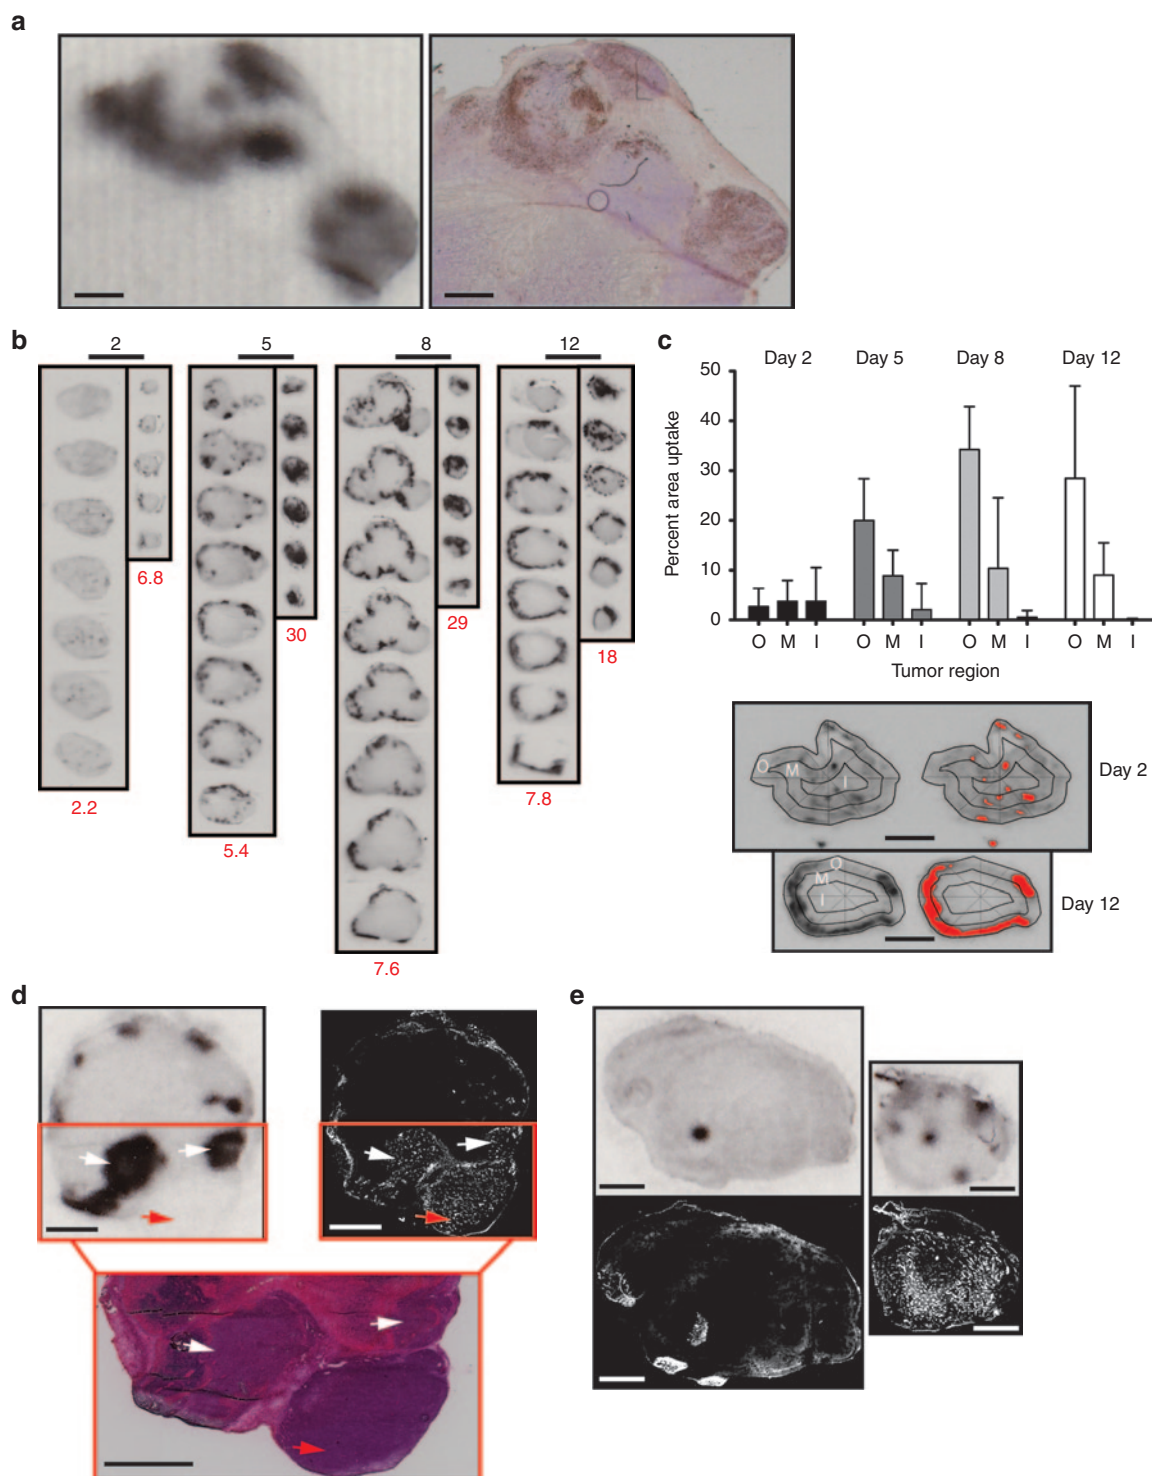 a
b
2
5
8
12
6.8
30
29
18
2.2
5.4
7.6
7.8
c
Day 2
Day 5
Day 8
Day 12
Percent area uptake
50
40
30
20
10
0
O M I
O M I
O M I
O M I
Tumor region
O M I
Day 2
O
M
I
Day 12
d
e